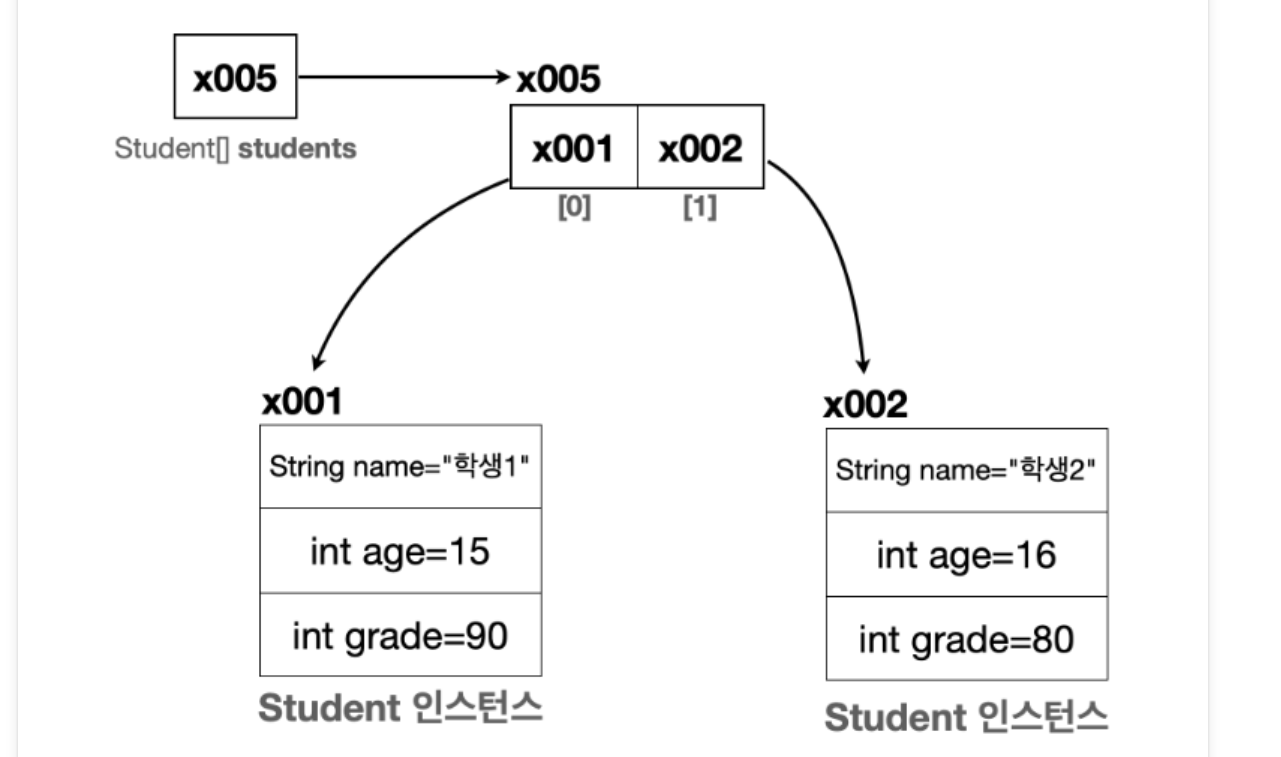 x005
x005
Student[] students
x001 x002
[0] [1]
x001
String name="학생1"
int age=15
int grade=90
Student 인스턴스
x002
String name="학생2"
int age=16
int grade=80
Student 인스턴스